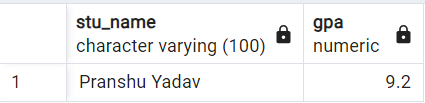 stu_name gpa
character varying (100) numeric
1 Pranshu Yadav 9.2